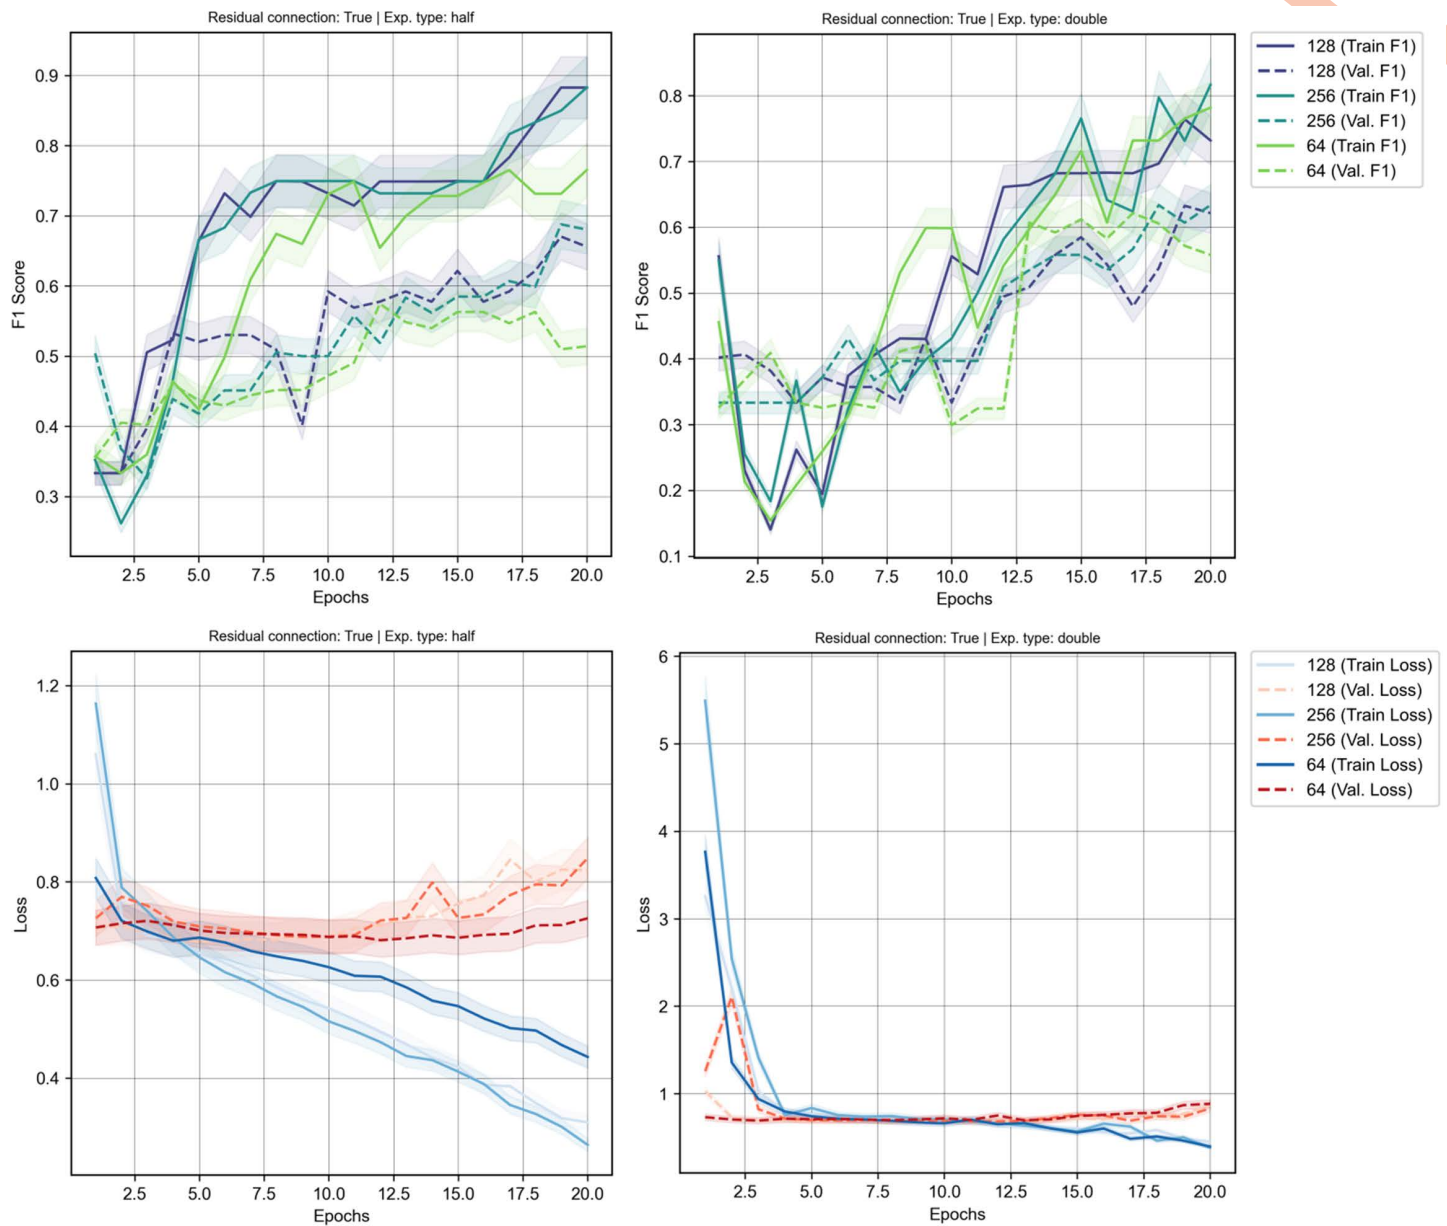 Residual connection: True | Exp. type: half
0.9
0.8
0.7
0.6
0.5
0.4
0.3
F1 Score
2.5 5.0 7.5 10.0 12.5 15.0 17.5 20.0
Epochs
Residual connection: True | Exp. type: double
0.8
0.7
0.6
0.5
0.4
0.3
0.2
0.1
F1 Score
2.5 5.0 7.5 10.0 12.5 15.0 17.5 20.0
Epochs
128 (Train F1)
128 (Val. F1)
256 (Train F1)
256 (Val. F1)
64 (Train F1)
64 (Val. F1)
Residual connection: True | Exp. type: half
1.2
1.0
0.8
0.6
0.4
Loss
2.5 5.0 7.5 10.0 12.5 15.0 17.5 20.0
Epochs
Residual connection: True | Exp. type: double
6
5
4
3
2
1
Loss
2.5 5.0 7.5 10.0 12.5 15.0 17.5 20.0
Epochs
128 (Train Loss)
128 (Val. Loss)
256 (Train Loss)
256 (Val. Loss)
64 (Train Loss)
64 (Val. Loss)